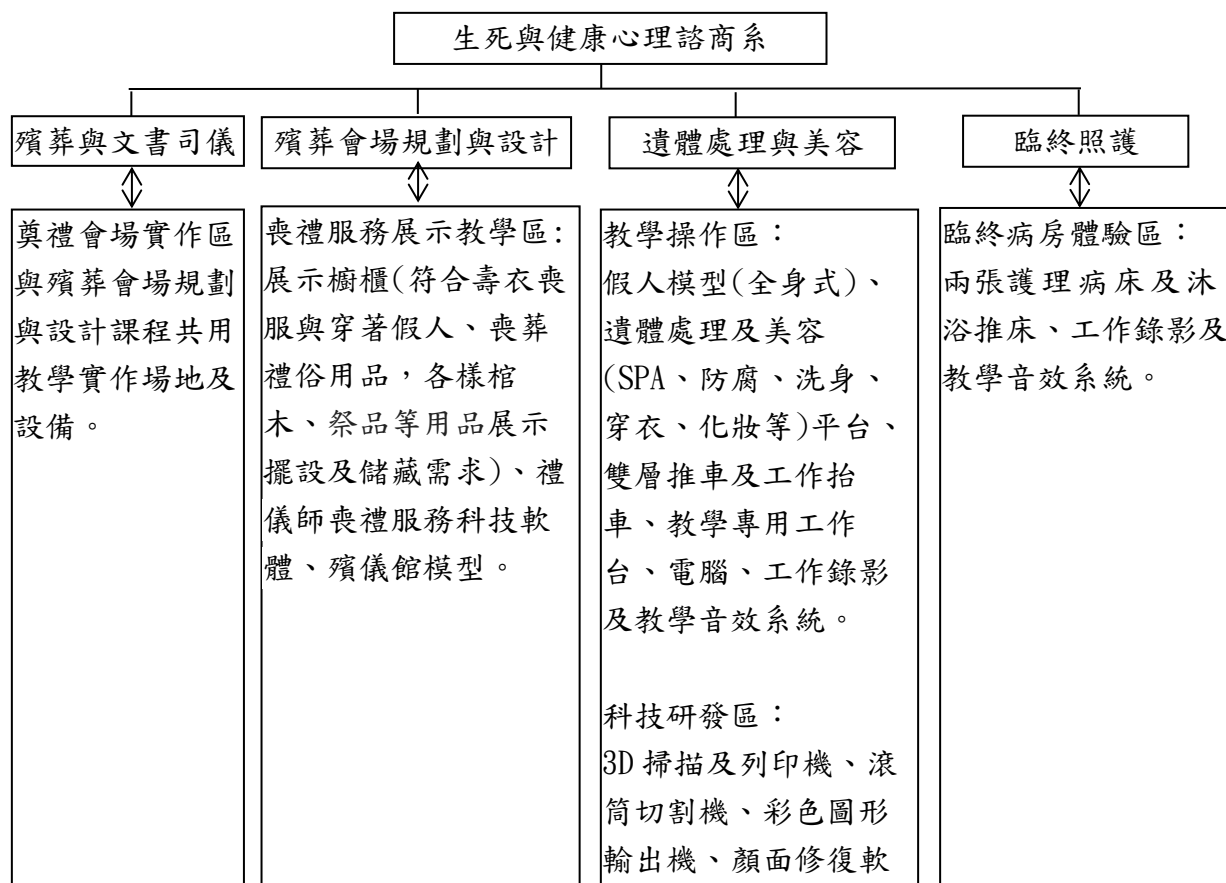 生死與健康心理諮商系
殯葬與文書司儀
殯葬會場規劃與設計
遺體處理與美容
臨終照護
奠禮會場實作區
與殯葬會場規劃
與設計課程共用
教學實作場地及
設備。
喪禮服務展示教學區:
展示櫥櫃(符合壽衣喪
服與穿著假人、喪葬
禮俗用品，各樣棺
木、祭品等用品展示
擺設及儲藏需求)、禮
儀師喪禮服務科技軟
體、殯儀館模型。
教學操作區：
假人模型(全身式)、
遺體處理及美容
(SPA、防腐、洗身、
穿衣、化妝等)平台、
雙層推車及工作抬
車、教學專用工作
台、電腦、工作錄影
及教學音效系統。
科技研發區：
3D 掃描及列印機、滾
筒切割機、彩色圖形
輸出機、顏面修復軟
臨終病房體驗區：
兩張護理病床及沐
浴推床、工作錄影及
教學音效系統。